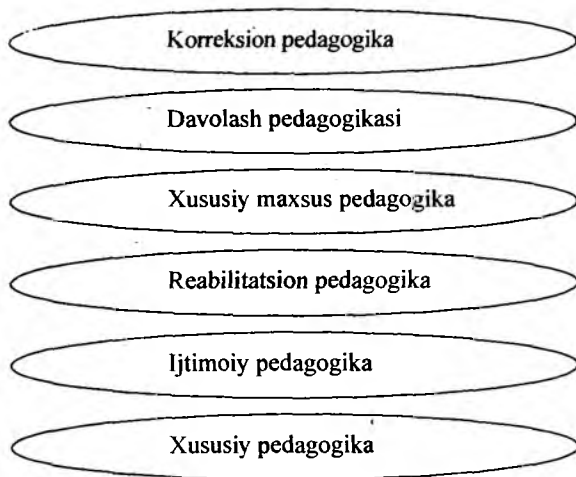 Korreksion pedagogika
Davolash pedagogikasi
Xususiy maxsus pedagogika
Reabilitatsion pedagogika
Ijtimoiy pedagogika
Xususiy pedagogika